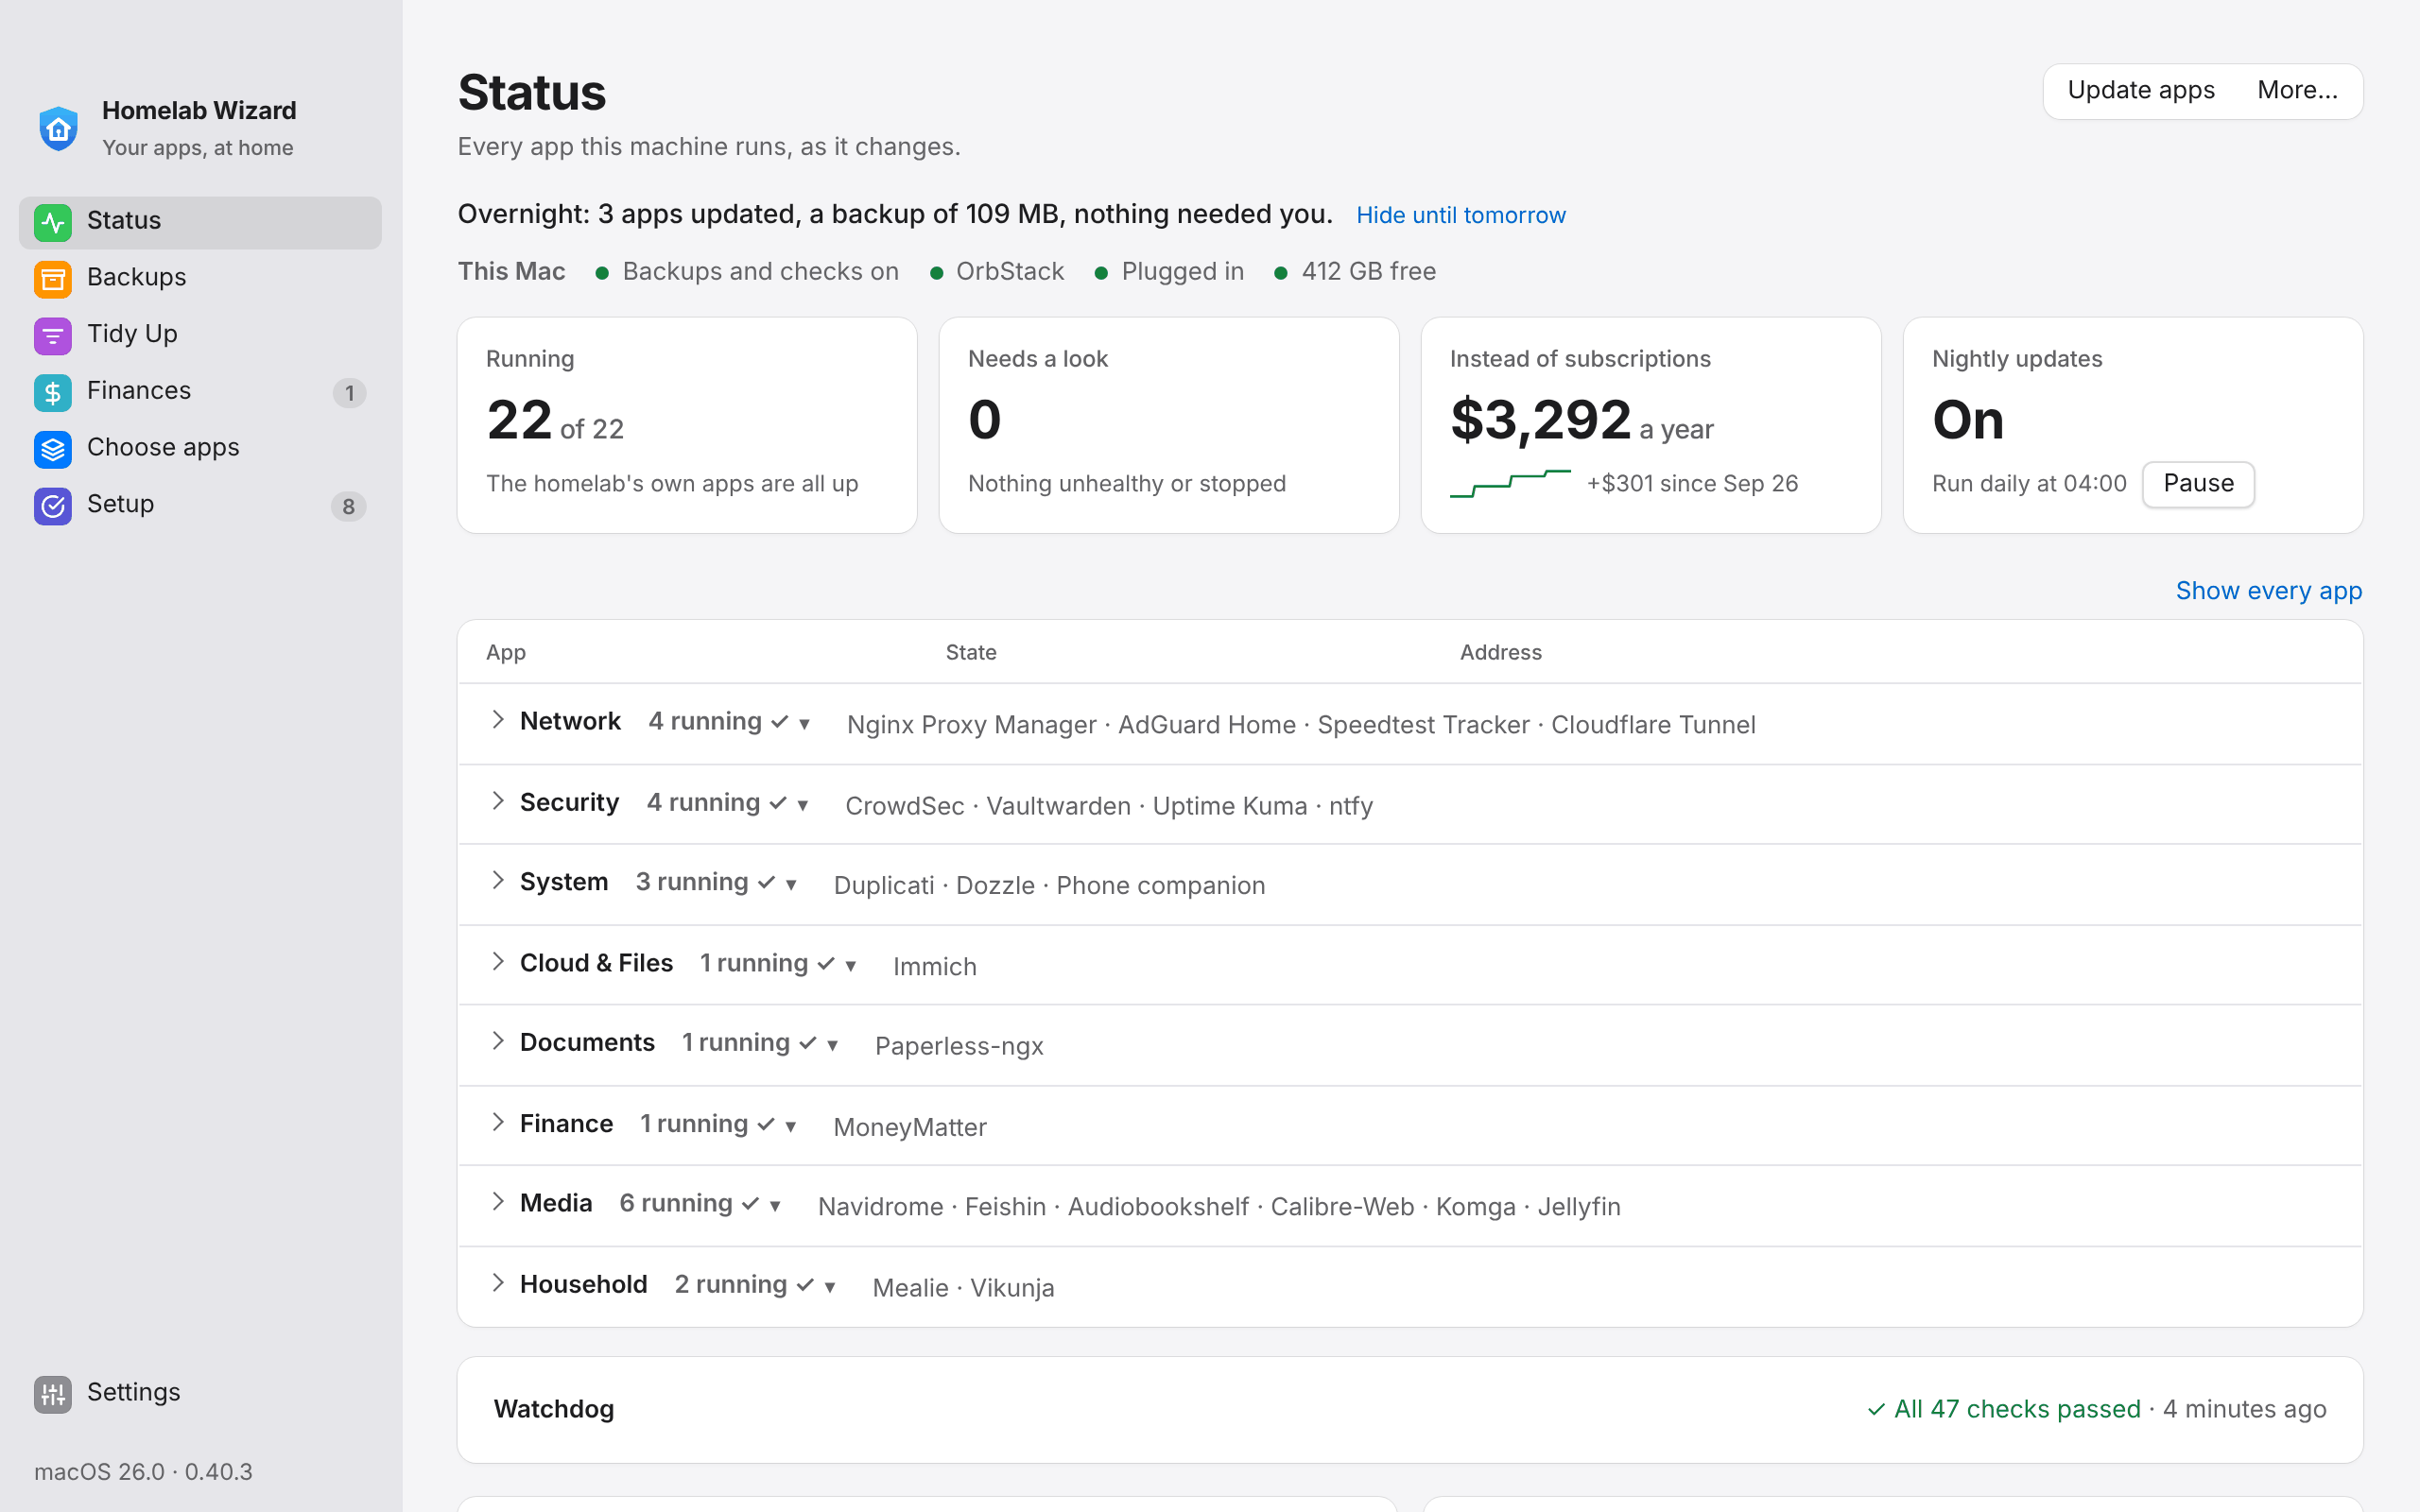 Homelab Wizard
Your apps, at home
Status
Backups
Tidy Up
Finances 1
Choose apps
Setup 8
Settings
macOS 26.0 · 0.40.3
Status
Update apps More...
Every app this machine runs, as it changes.
Overnight: 3 apps updated, a backup of 109 MB, nothing needed you. Hide until tomorrow
This Mac Backups and checks on OrbStack Plugged in 412 GB free
Running
22 of 22
The homelab's own apps are all up
Needs a look
0
Nothing unhealthy or stopped
Instead of subscriptions
$3,292 a year
+$301 since Sep 26
Nightly updates
On
Run daily at 04:00 Pause
Show every app
App State Address
Network 4 running ✓ ▾ Nginx Proxy Manager · AdGuard Home · Speedtest Tracker · Cloudflare Tunnel
Security 4 running ✓ ▾ CrowdSec · Vaultwarden · Uptime Kuma · ntfy
System 3 running ✓ ▾ Duplicati · Dozzle · Phone companion
Cloud & Files 1 running ✓ ▾ Immich
Documents 1 running ✓ ▾ Paperless-ngx
Finance 1 running ✓ ▾ MoneyMatter
Media 6 running ✓ ▾ Navidrome · Feishin · Audiobookshelf · Calibre-Web · Komga · Jellyfin
Household 2 running ✓ ▾ Mealie · Vikunja
Watchdog ✓ All 47 checks passed · 4 minutes ago